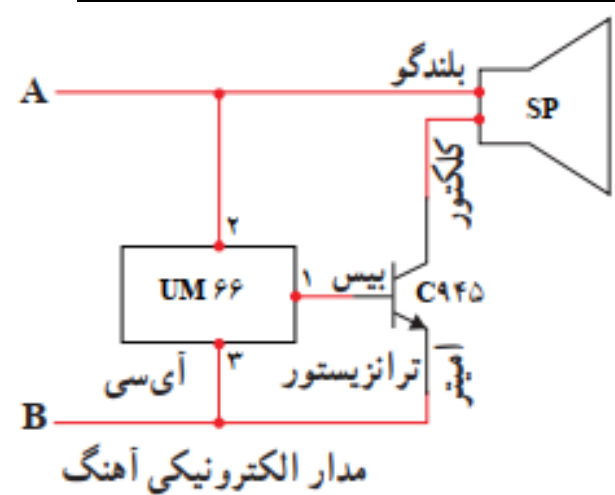 بلندگو
A
SP
کلکتور
۲
UM ۶۶
۱
بیس
C۹۴۵
۳
آی‌سی
ترانزیستور
امیتر
B
مدار الکترونیکی آهنگ